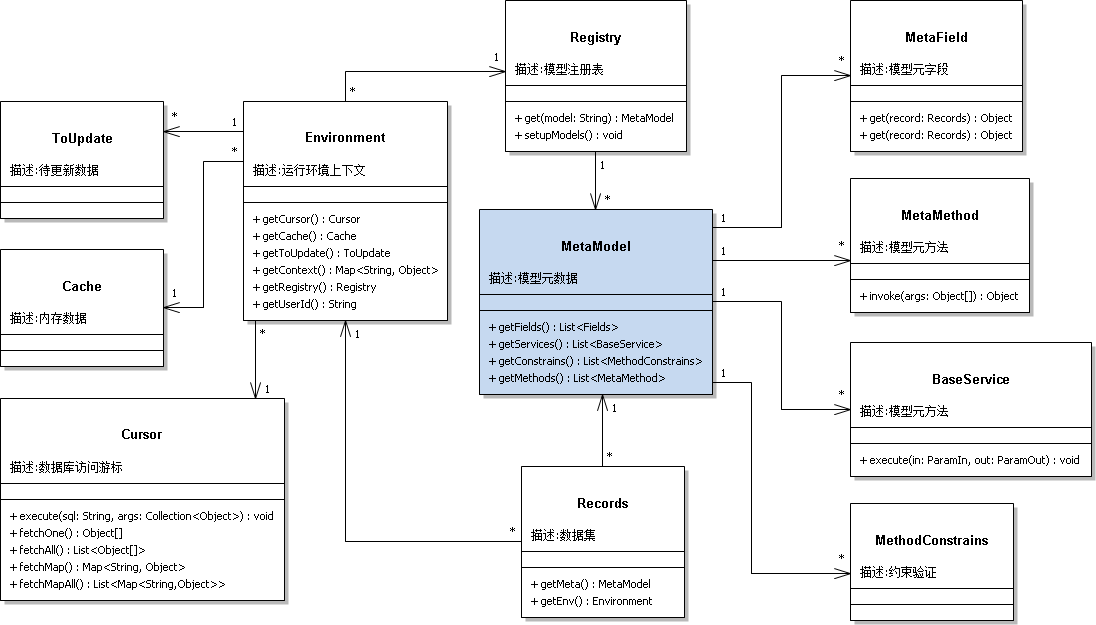 Registry
描述:模型注册表
+get(model: String) : MetaModel
+setupModels() : void
MetaField
描述:模型元字段
+get(record: Records) : Object
+get(record: Records) : Object
ToUpdate
描述:待更新数据
Environment
描述:运行环境上下文
+getCursor() : Cursor
+getCache() : Cache
+getToUpdate() : ToUpdate
+getContext() : Map<String, Object>
+getRegistry() : Registry
+getUserId() : String
MetaModel
描述:模型元数据
+getFields() : List<Fields>
+getServices() : List<BaseService>
+getConstrains() : List<MethodConstrains>
+getMethods() : List<MetaMethod>
MetaMethod
描述:模型元方法
+invoke(args: Object[]) : Object
Cache
描述:内存数据
BaseService
描述:模型元方法
+execute(in: ParamIn, out: ParamOut) : void
Cursor
描述:数据库访问游标
+execute(sql: String, args: Collection<Object>) : void
+fetchOne() : Object[]
+fetchAll() : List<Object[]>
+fetchMap() : Map<String, Object>
+fetchMapAll() : List<Map<String,Object>>
Records
描述:数据集
+getMeta() : MetaModel
+getEnv() : Environment
MethodConstrains
描述:约束验证
*
1
*
1
*
1
*
1
1
*
1
*
1
*
1
*
1
*
1
*
1
*
*
1